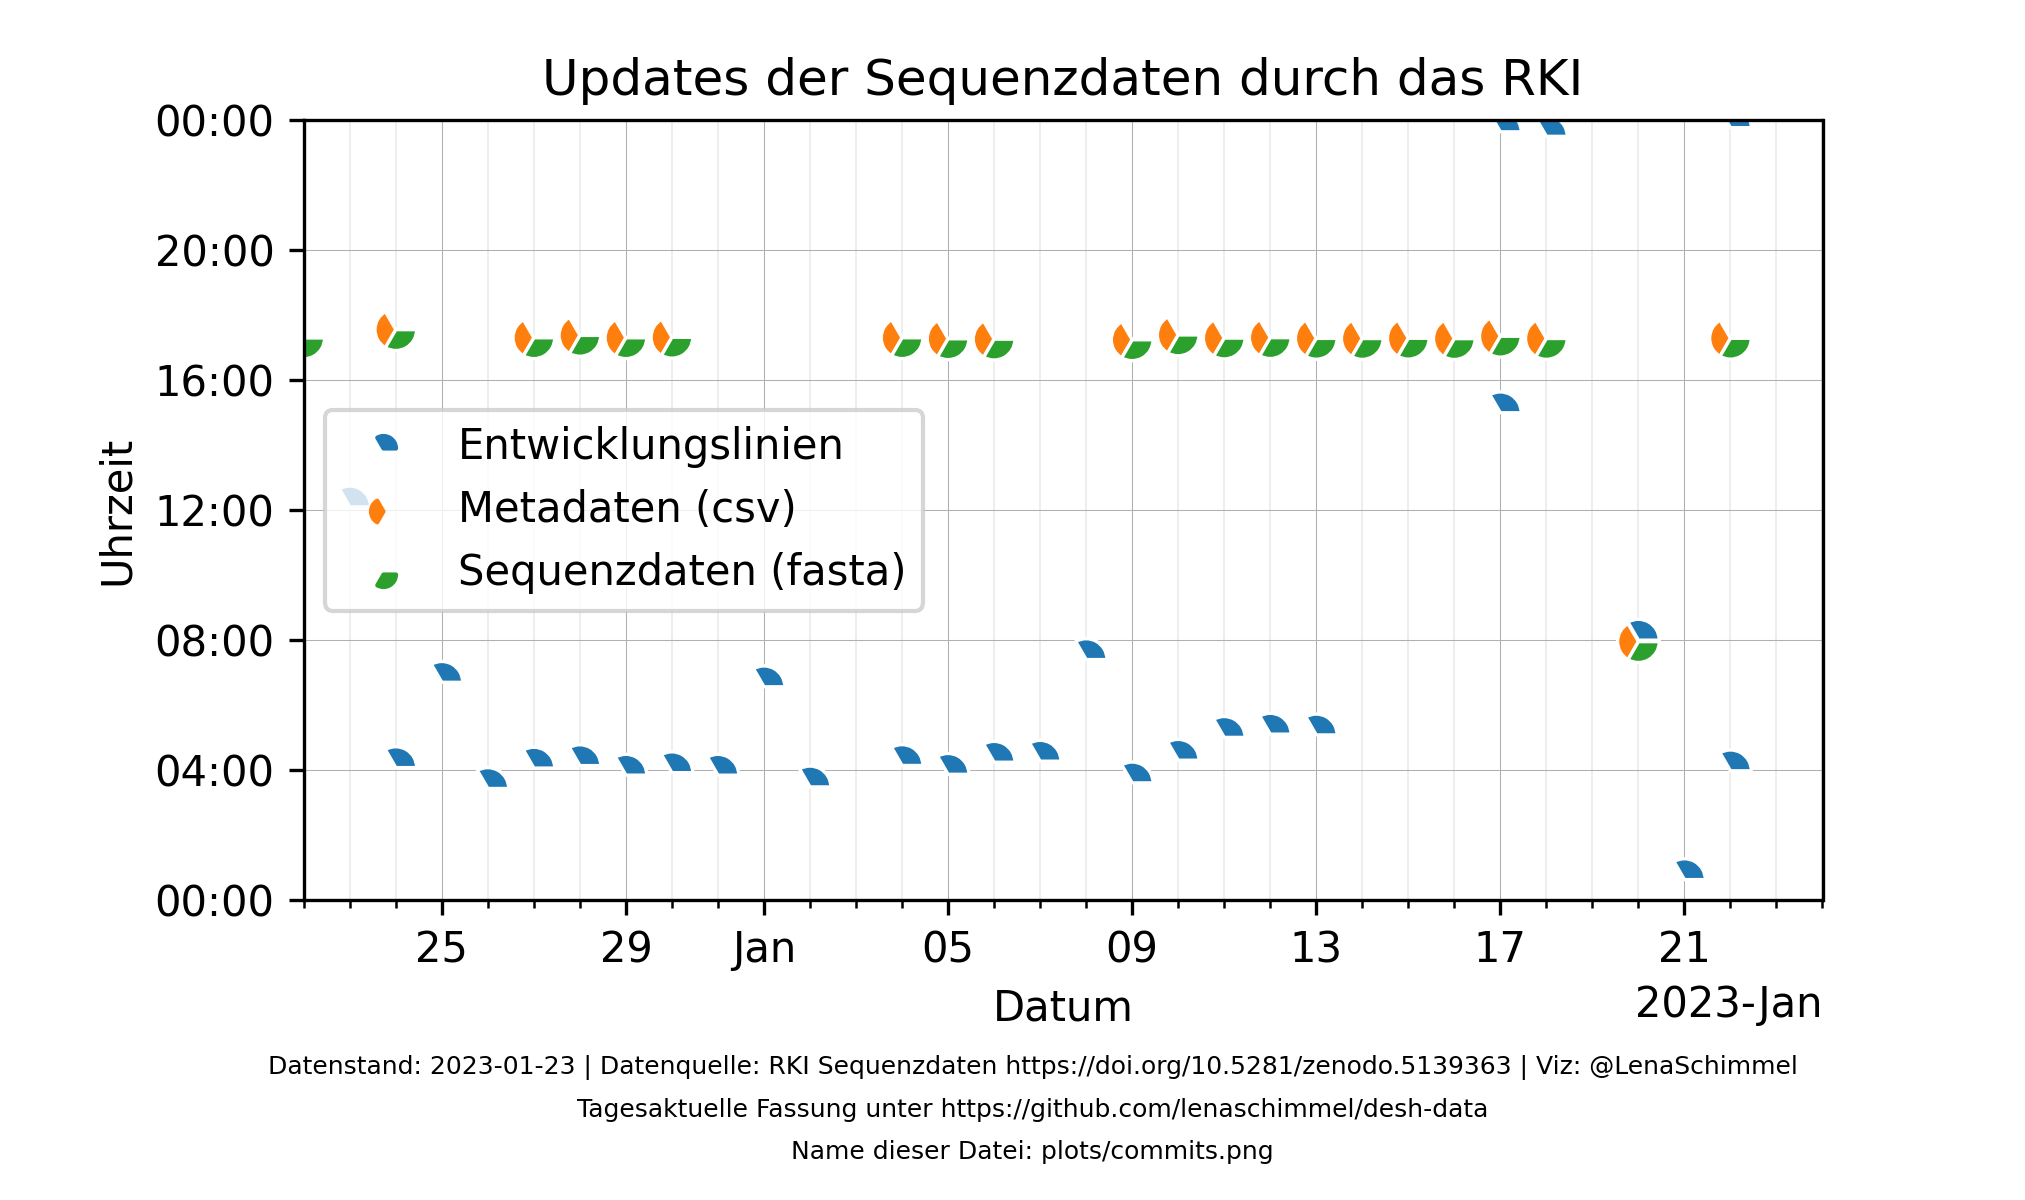 Updates der Sequenzdaten durch das RKI
00:00
20:00
16:00
12:00
08:00
04:00
00:00
Uhrzeit
Entwicklungslinien
Metadaten (csv)
Sequenzdaten (fasta)
25 29 Jan 05 09 13 17 21
Datum
2023-Jan
Datenstand: 2023-01-23 | Datenquelle: RKI Sequenzdaten https://doi.org/10.5281/zenodo.5139363 | Viz: @LenaSchimmel
Tagesaktuelle Fassung unter https://github.com/lenaschimmel/desh-data
Name dieser Datei: plots/commits.png